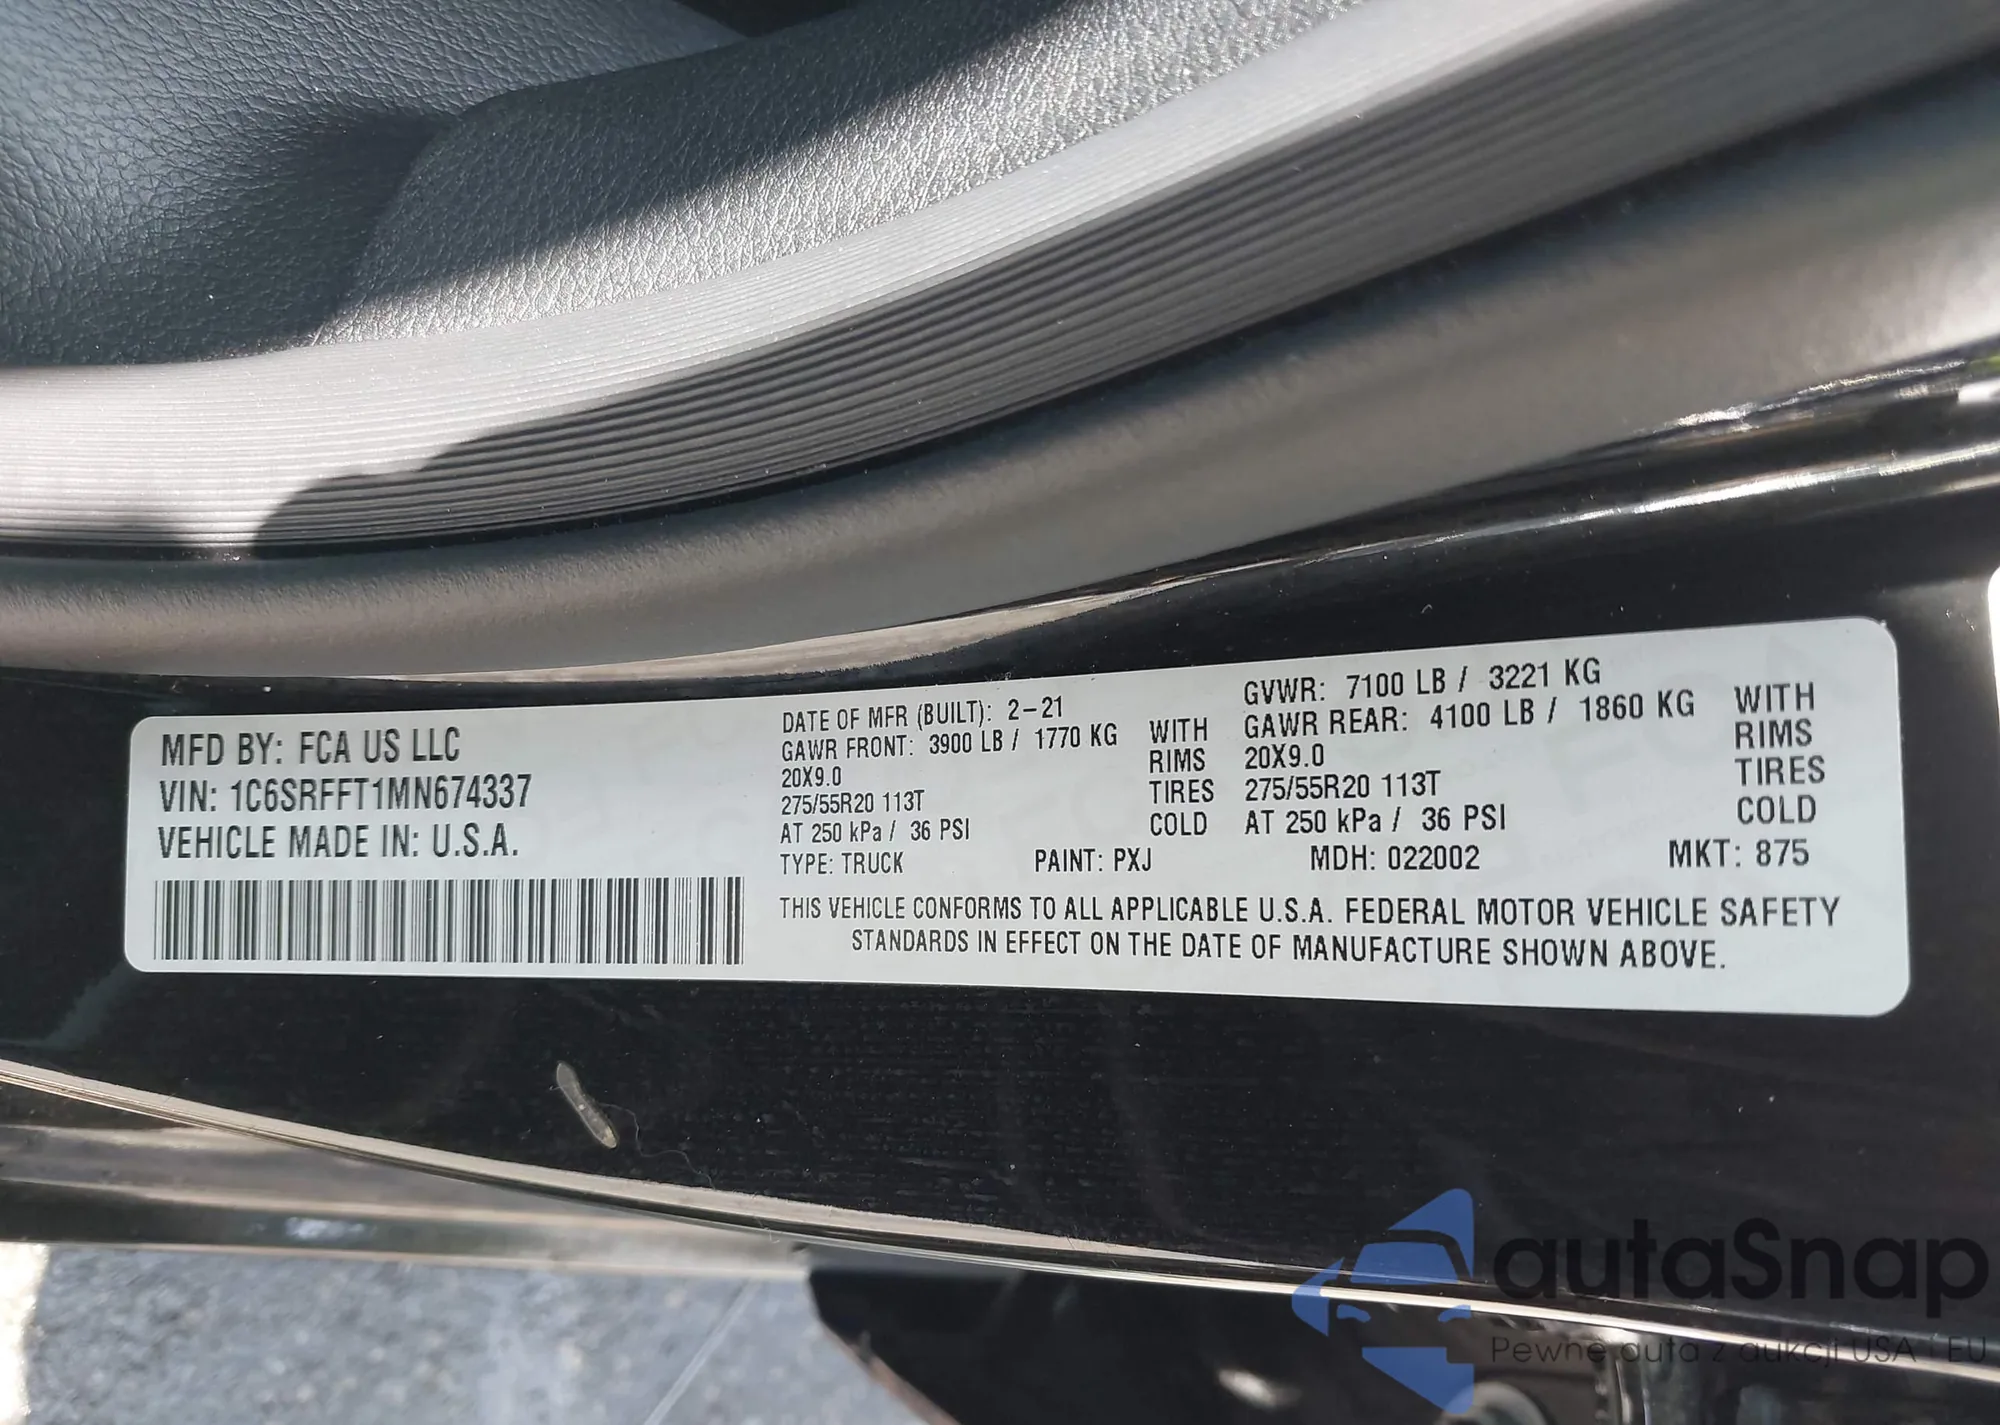 MFD BY: FCA US LLC
VIN: 1C6SRFFT1MN674337
VEHICLE MADE IN: U.S.A.
DATE OF MFR (BUILT): 2-21
GAWR FRONT: 3900 LB / 1770 KG WITH
20X9.0 RIMS
275/55R20 113T TIRES
AT 250 kPa / 36 PSI COLD
GVWR: 7100 LB / 3221 KG
GAWR REAR: 4100 LB / 1860 KG WITH
20X9.0 RIMS
275/55R20 113T TIRES
AT 250 kPa / 36 PSI COLD
TYPE: TRUCK PAINT: PXJ MDH: 022002 MKT: 875
THIS VEHICLE CONFORMS TO ALL APPLICABLE U.S.A. FEDERAL MOTOR VEHICLE SAFETY
STANDARDS IN EFFECT ON THE DATE OF MANUFACTURE SHOWN ABOVE.
autaSnap
Pewne auta z aukcji USA i EU